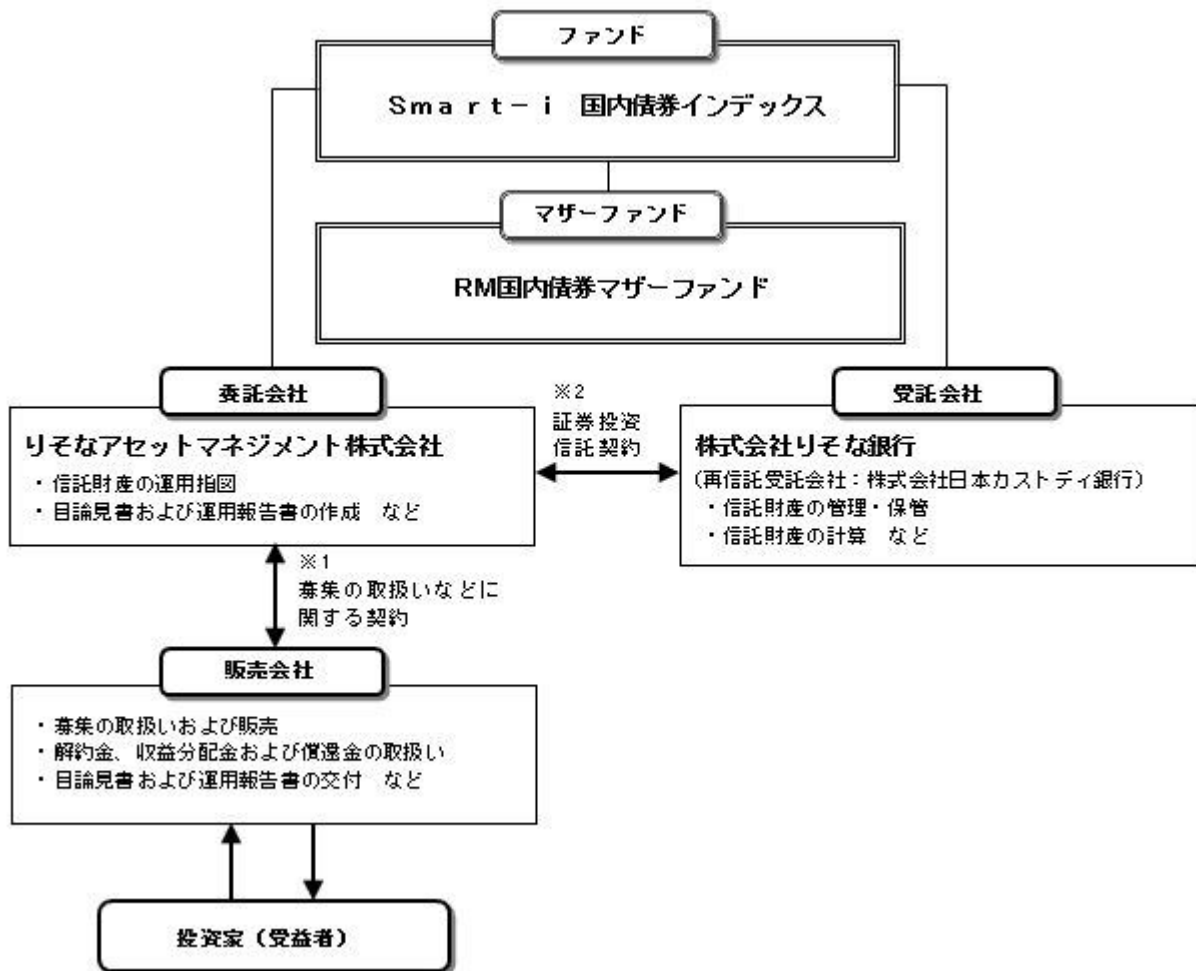 ファンド
Ｓｍａｒｔ－ｉ　国内債券インデックス
マザーファンド
RM国内債券マザーファンド
委託会社
りそなアセットマネジメント株式会社
・信託財産の運用指図
・目論見書および運用報告書の作成　など
※2
証券投資
信託契約
受託会社
株式会社りそな銀行
(再信託受託会社：株式会社日本カストディ銀行)
・信託財産の管理・保管
・信託財産の計算　など
※1
募集の取扱いなどに
関する契約
販売会社
・募集の取扱いおよび販売
・解約金、収益分配金および償還金の取扱い
・目論見書および運用報告書の交付　など
投資家（受益者）